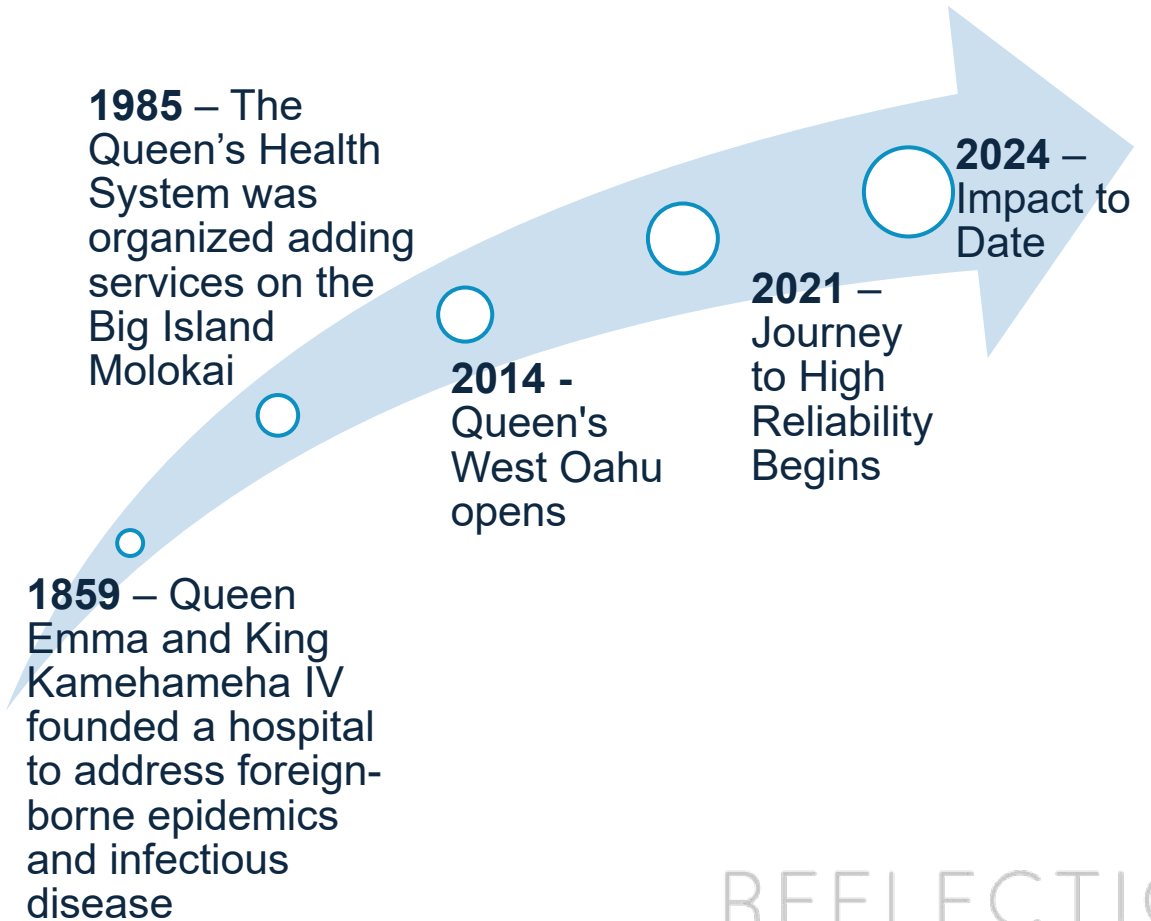 1985 – The
Queen’s Health
System was
organized adding
services on the
Big Island
Molokai
2024 –
Impact to
Date
2021 –
Journey
to High
Reliability
Begins
2014 -
Queen's
West Oahu
opens
1859 – Queen
Emma and King
Kamehameha IV
founded a hospital
to address foreign-
borne epidemics
and infectious
disease